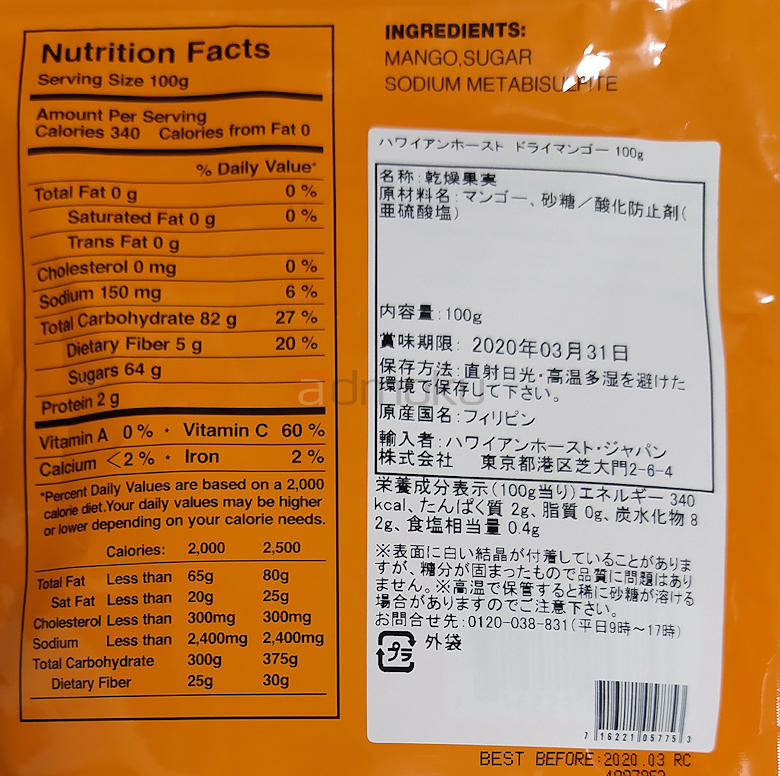 Nutrition Facts
Serving Size 100g
Amount Per Serving
Calories 340 Calories from Fat 0
% Daily Value*
Total Fat 0 g 0 %
Saturated Fat 0 g 0 %
Trans Fat 0 g
Cholesterol 0 mg 0 %
Sodium 150 mg 6 %
Total Carbohydrate 82 g 27 %
Dietary Fiber 5 g 20 %
Sugars 64 g
Protein 2 g
Vitamin A 0% • Vitamin C 60 %
Calcium <2 % • Iron 2 %
*Percent Daily Values are based on a 2,000
calorie diet.Your daily values may be higher
or lower depending on your calorie needs.
Calories: 2,000 2,500
Total Fat Less than 65g 80g
Sat Fat Less than 20g 25g
Cholesterol Less than 300mg 300mg
Sodium Less than 2,400mg 2,400mg
Total Carbohydrate 300g 375g
Dietary Fiber 25g 30g
INGREDIENTS:
MANGO,SUGAR
SODIUM METABISULFITE
ハワイアンホースト ドライマンゴー 100g
名称:乾燥果実
原材料名:マンゴー、砂糖／酸化防止剤(
亜硫酸塩)
内容量:100g
賞味期限: 2020年03月31日
保存方法:直射日光・高温多湿を避けた
環境で保存して下さい。
原産国名:フィリピン
輸入者:ハワイアンホースト・ジャパン
株式会社 東京都港区芝大門2-6-4
栄養成分表示(100g当り)エネルギー 340
kcal、たんぱく質 2g、脂質 0g、炭水化物 8
2g、食塩相当量 0.4g
※表面に白い結晶が付着していることがありま
すが、糖分が固まったもので品質に問題はあり
ません。※高温で保管すると稀に砂糖が溶ける
場合がありますのでご注意下さい。
お問合せ先:0120-038-831(平日9時～17時)
プラ 外袋
7 16221 05775 3
BEST BEFORE:2020.03 RC
admoku